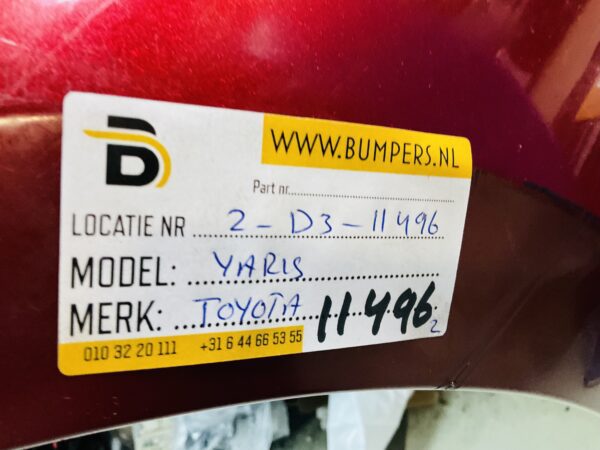 B
WWW.BUMPERS.NL
Part nr.
LOCATIE NR 2-D3-11496
MODEL: YARIS
MERK: TOYOTA 11496 2
010 32 20 111 +31 6 44 66 53 55